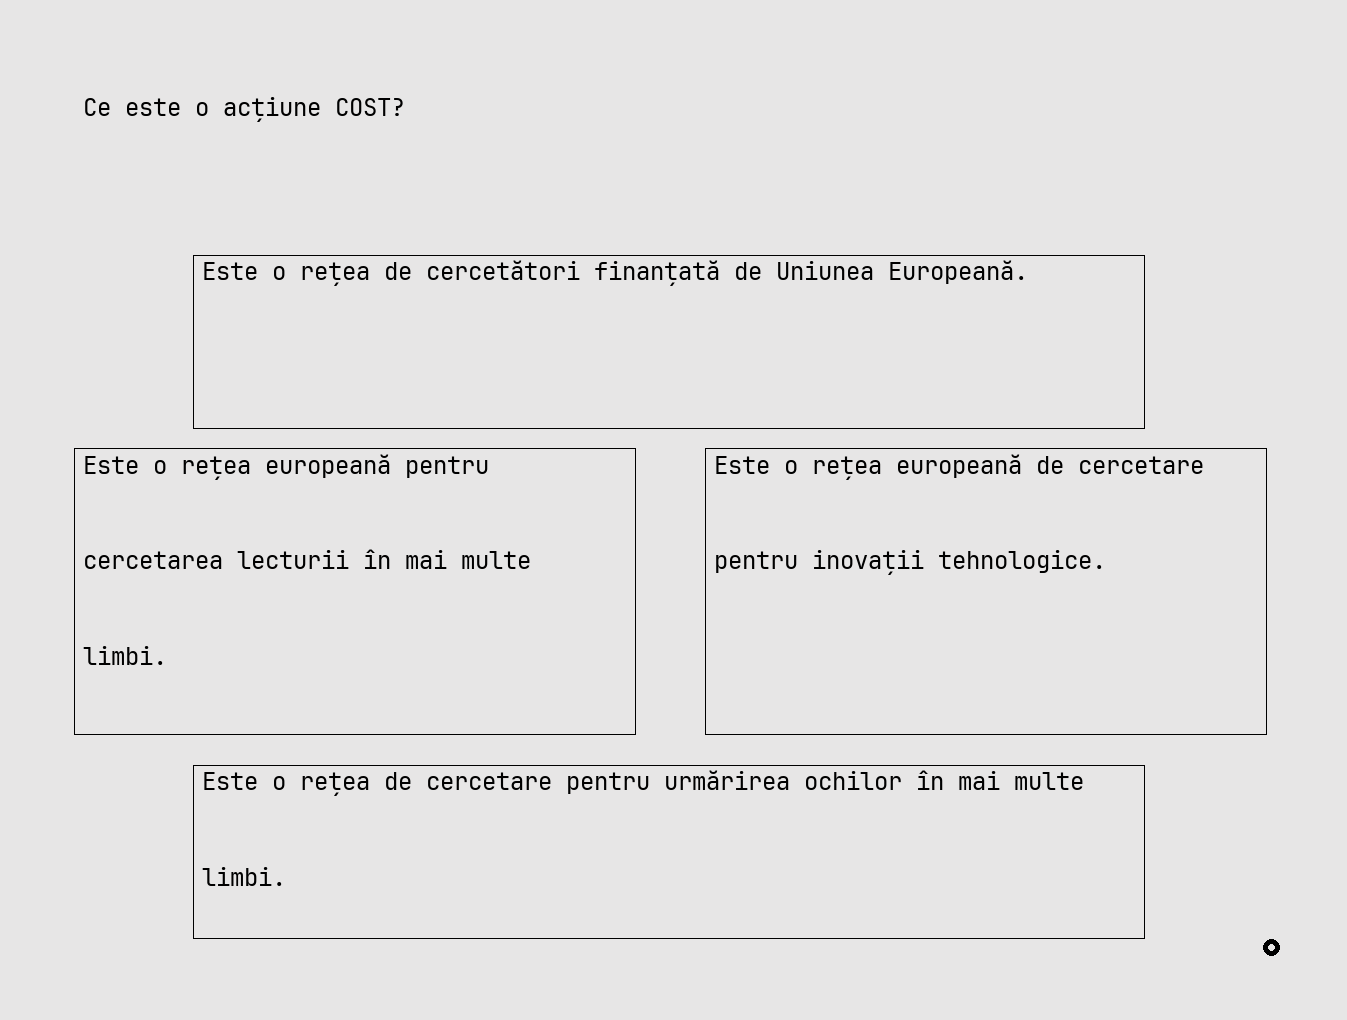 Ce este o acțiune COST?
Este o rețea de cercetători finanțată de Uniunea Europeană.
Este o rețea europeană pentru
cercetarea lecturii în mai multe
limbi.
Este o rețea europeană de cercetare
pentru inovații tehnologice.
Este o rețea de cercetare pentru urmărirea ochilor în mai multe
limbi.